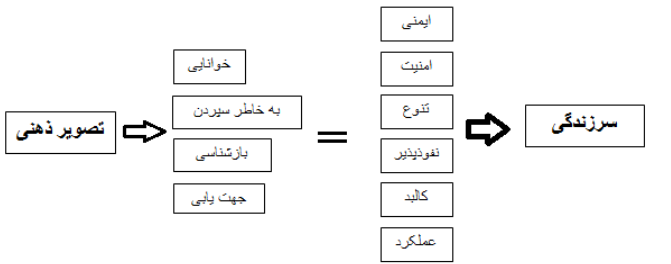 تصویر ذهنی
خوانایی
به خاطر سپردن
بازشناسی
جهت یابی
=
ایمنی
امنیت
تنوع
نفوذپذیر
کالبد
عملکرد
سرزندگی